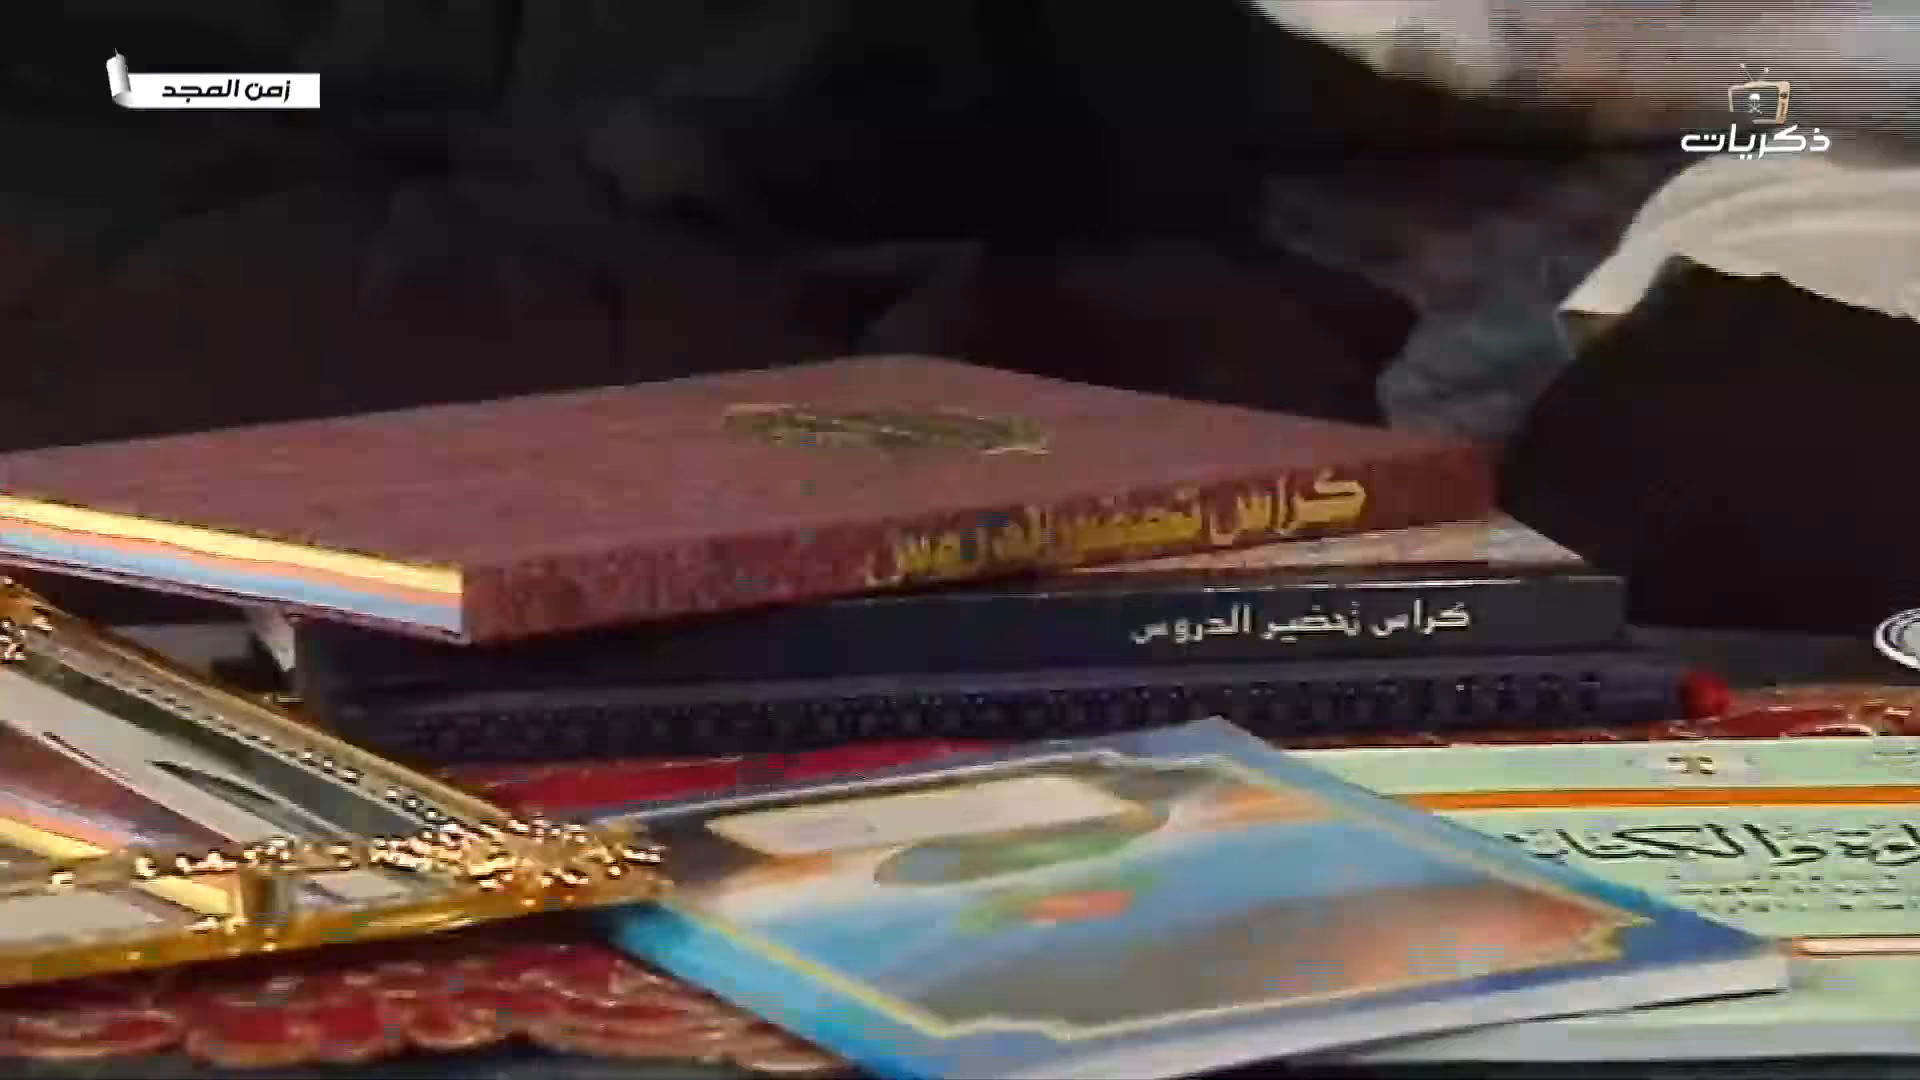 زمن المجد
ذكريات
كراس تحضير الدروس
كراس تحضير الدروس